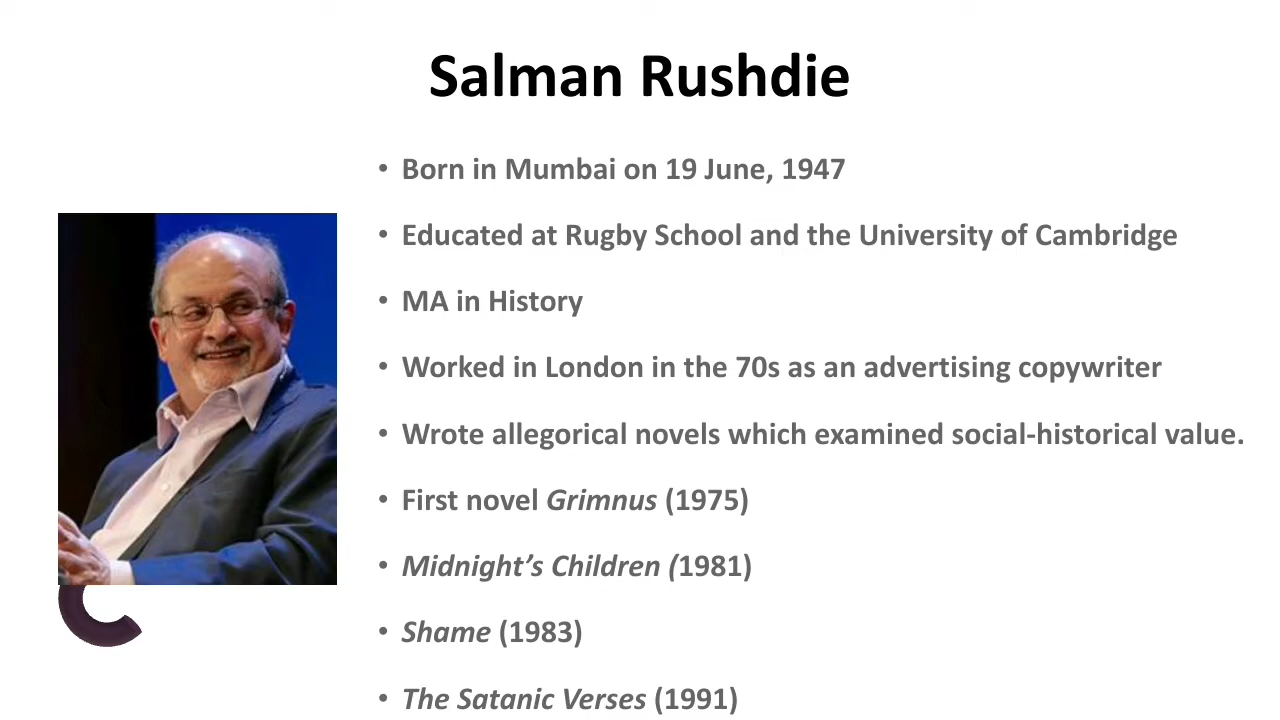 Salman Rushdie
• Born in Mumbai on 19 June, 1947
• Educated at Rugby School and the University of Cambridge
• MA in History
• Worked in London in the 70s as an advertising copywriter
• Wrote allegorical novels which examined social-historical value.
• First novel Grimnus (1975)
• Midnight’s Children (1981)
• Shame (1983)
• The Satanic Verses (1991)